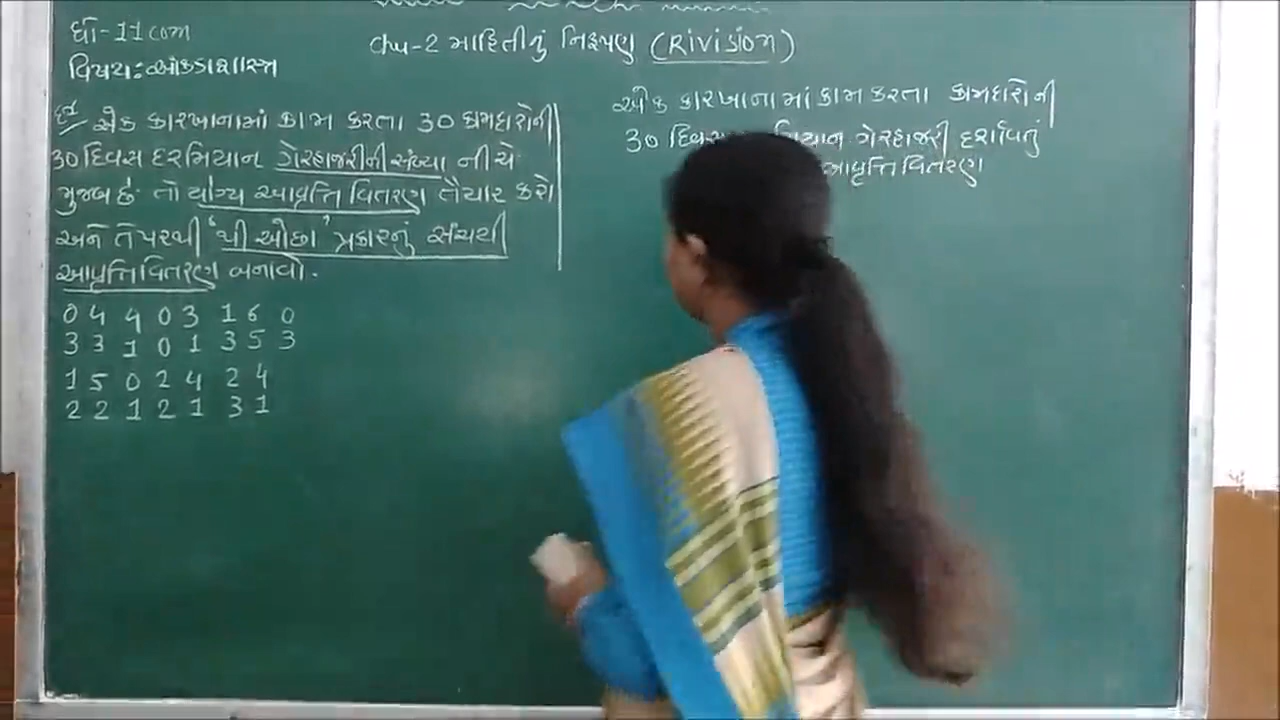 ધો-11 com
વિષય:આંકડાશાસ્ત્ર
Chp-2 માહિતીનું નિરૂપણ (Rivision)
એક કારખાનામાં કામ કરતા 30 કામદારોની
30 દિવસ દરમિયાન ગેરહાજરીની સંખ્યા નીચે
મુજબ છે તો યોગ્ય આવૃત્તિ વિતરણ તૈયાર કરો
અને તે પરથી 'થી ઓછા' પ્રકારનું સંચયી
આવૃત્તિ વિતરણ બનાવો.
0 4 4 0 3 1 6 0
3 3 1 0 1 3 5 3
1 5 0 2 4 2 4
2 2 1 2 1 3 1
એક કારખાનામાં કામ કરતા કામદારોની
30 ગેરહાજરી દર્શાવતું
આવૃત્તિ વિતરણ